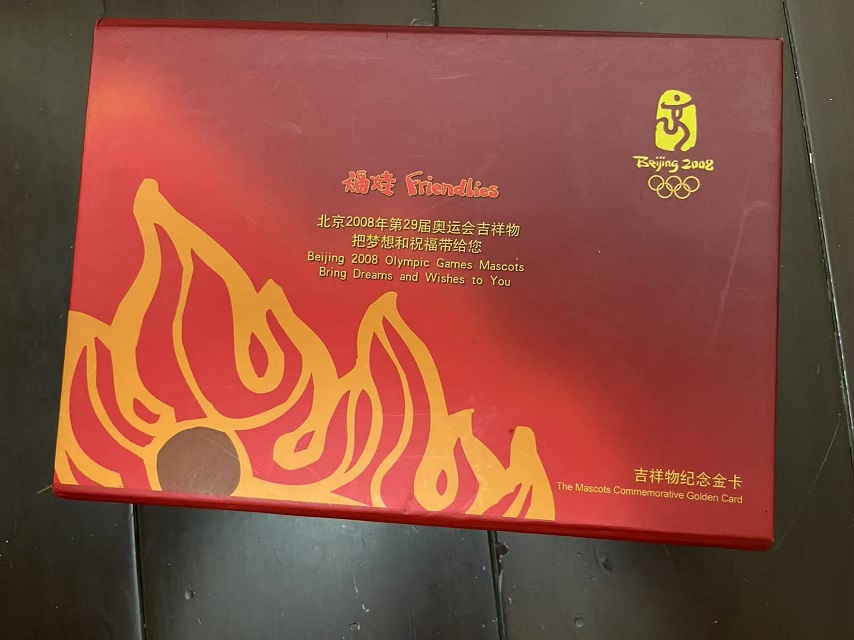 Beijing 2008
福娃 Friendlies
北京2008年第29届奥运会吉祥物
把梦想和祝福带给您
Beijing 2008 Olympic Games Mascots
Bring Dreams and Wishes to You
吉祥物纪念金卡
The Mascots Commemorative Golden Card